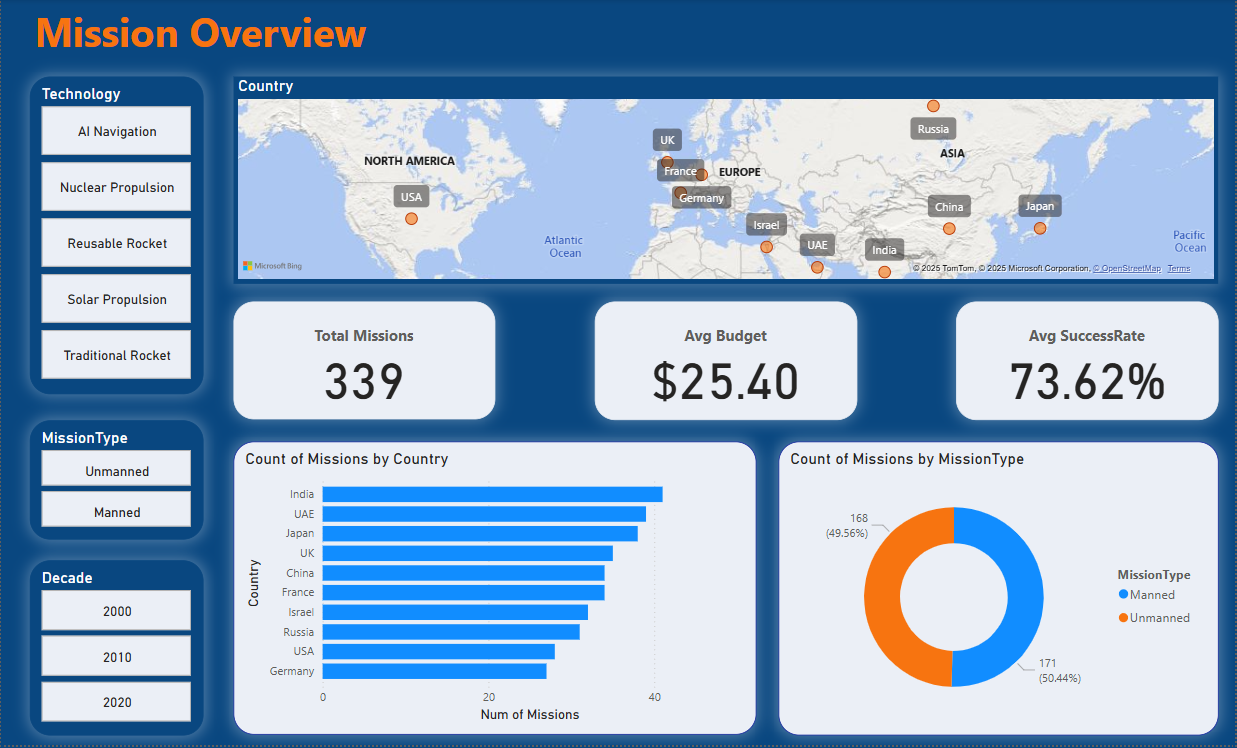 Mission Overview
Technology
AI Navigation
Nuclear Propulsion
Reusable Rocket
Solar Propulsion
Traditional Rocket
MissionType
Unmanned
Manned
Decade
2000
2010
2020
Country
Russia
UK
ASIA
NORTH AMERICA
France
EUROPE
USA
Germany
China
Japan
Israel
Atlantic
Ocean
UAE
India
Pacific
Ocean
Microsoft Bing
© 2025 TomTom, © 2025 Microsoft Corporation, © OpenStreetMap Terms
Total Missions
339
Avg Budget
$25.40
Avg SuccessRate
73.62%
Count of Missions by Country
Country
India
UAE
Japan
UK
China
France
Israel
Russia
USA
Germany
0 20 40
Num of Missions
Count of Missions by MissionType
168
(49.56%)
171
(50.44%)
MissionType
Manned
Unmanned